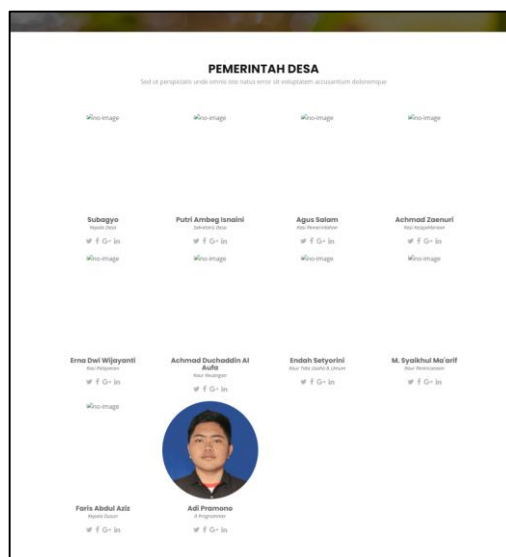 PEMERINTAH DESA
Sed ut perspiciatis unde omnis iste natus error sit voluptatem accusantium doloremque
no-image no-image no-image no-image
Subagyo Putri Ambeg Isnaini Agus Salam Achmad Zaenuri
Kepala Desa Sekretaris Desa Kasi Pemerintahan Kasi Kesejahteraan
no-image no-image no-image no-image
Erna Dwi Wijayanti Achmad Duchaddin Al Aufa Endah Setyorini M. Syaikhul Ma'arif
Kasi Pelayanan Kaur Keuangan Kaur Tata Usaha & Umum Kaur Perencanaan
no-image
Faris Abdul Aziz Adi Pramono
Kepala Dusun It Programmer